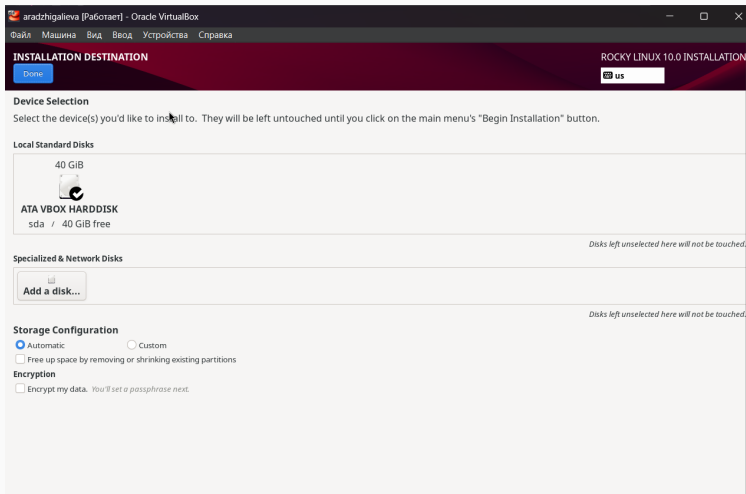 aradzhigalieva [Работает] - Oracle VirtualBox
Файл Машина Вид Ввод Устройства Справка
INSTALLATION DESTINATION
ROCKY LINUX 10.0 INSTALLATION
Done
us
Device Selection
Select the device(s) you'd like to install to. They will be left untouched until you click on the main menu's "Begin Installation" button.
Local Standard Disks
40 GiB
ATA VBOX HARDDISK
sda / 40 GiB free
Disks left unselected here will not be touched.
Specialized & Network Disks
Add a disk...
Disks left unselected here will not be touched.
Storage Configuration
Automatic Custom
Free up space by removing or shrinking existing partitions
Encryption
Encrypt my data. You'll set a passphrase next.